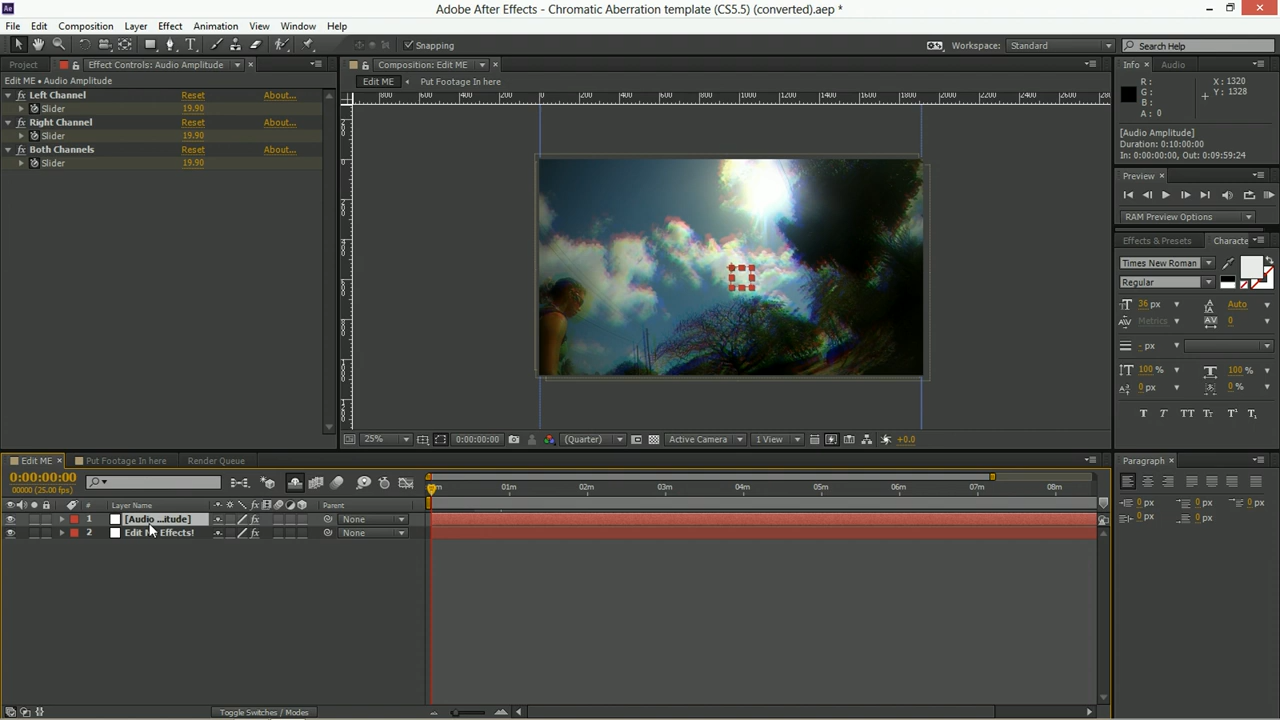 Adobe After Effects - Chromatic Aberration template (CS5.5) (converted).aep *
File Edit Composition Layer Effect Animation View Window Help
Snapping
Workspace: Standard
Search Help
Project Effect Controls: Audio Amplitude
Edit ME • Audio Amplitude
Left Channel Reset About...
Slider 19.90
Right Channel Reset About...
Slider 19.90
Both Channels Reset About...
Slider 19.90
Composition: Edit ME
Edit ME Put Footage In here
25% 0:00:00:00 (Quarter) Active Camera 1 View +0.0
Info Audio
R: X: 1320
G: Y: 1328
B:
A: 0
[Audio Amplitude]
Duration: 0:10:00:00
In: 0:00:00:00, Out: 0:09:59:24
Preview
RAM Preview Options
Effects & Presets Characte
Times New Roman
Regular
36 px Auto
Metrics 0
- px
100 % 100 %
0 px 0 %
Edit ME Put Footage In here Render Queue
0:00:00:00
00000 (25.00 fps)
# Layer Name Parent
1 [Audio ...itude] None
2 Edit Effects! None
01m 02m 03m 04m 05m 06m 07m 08m
Toggle Switches / Modes
Paragraph
0 px 0 px 0 px
0 px 0 px